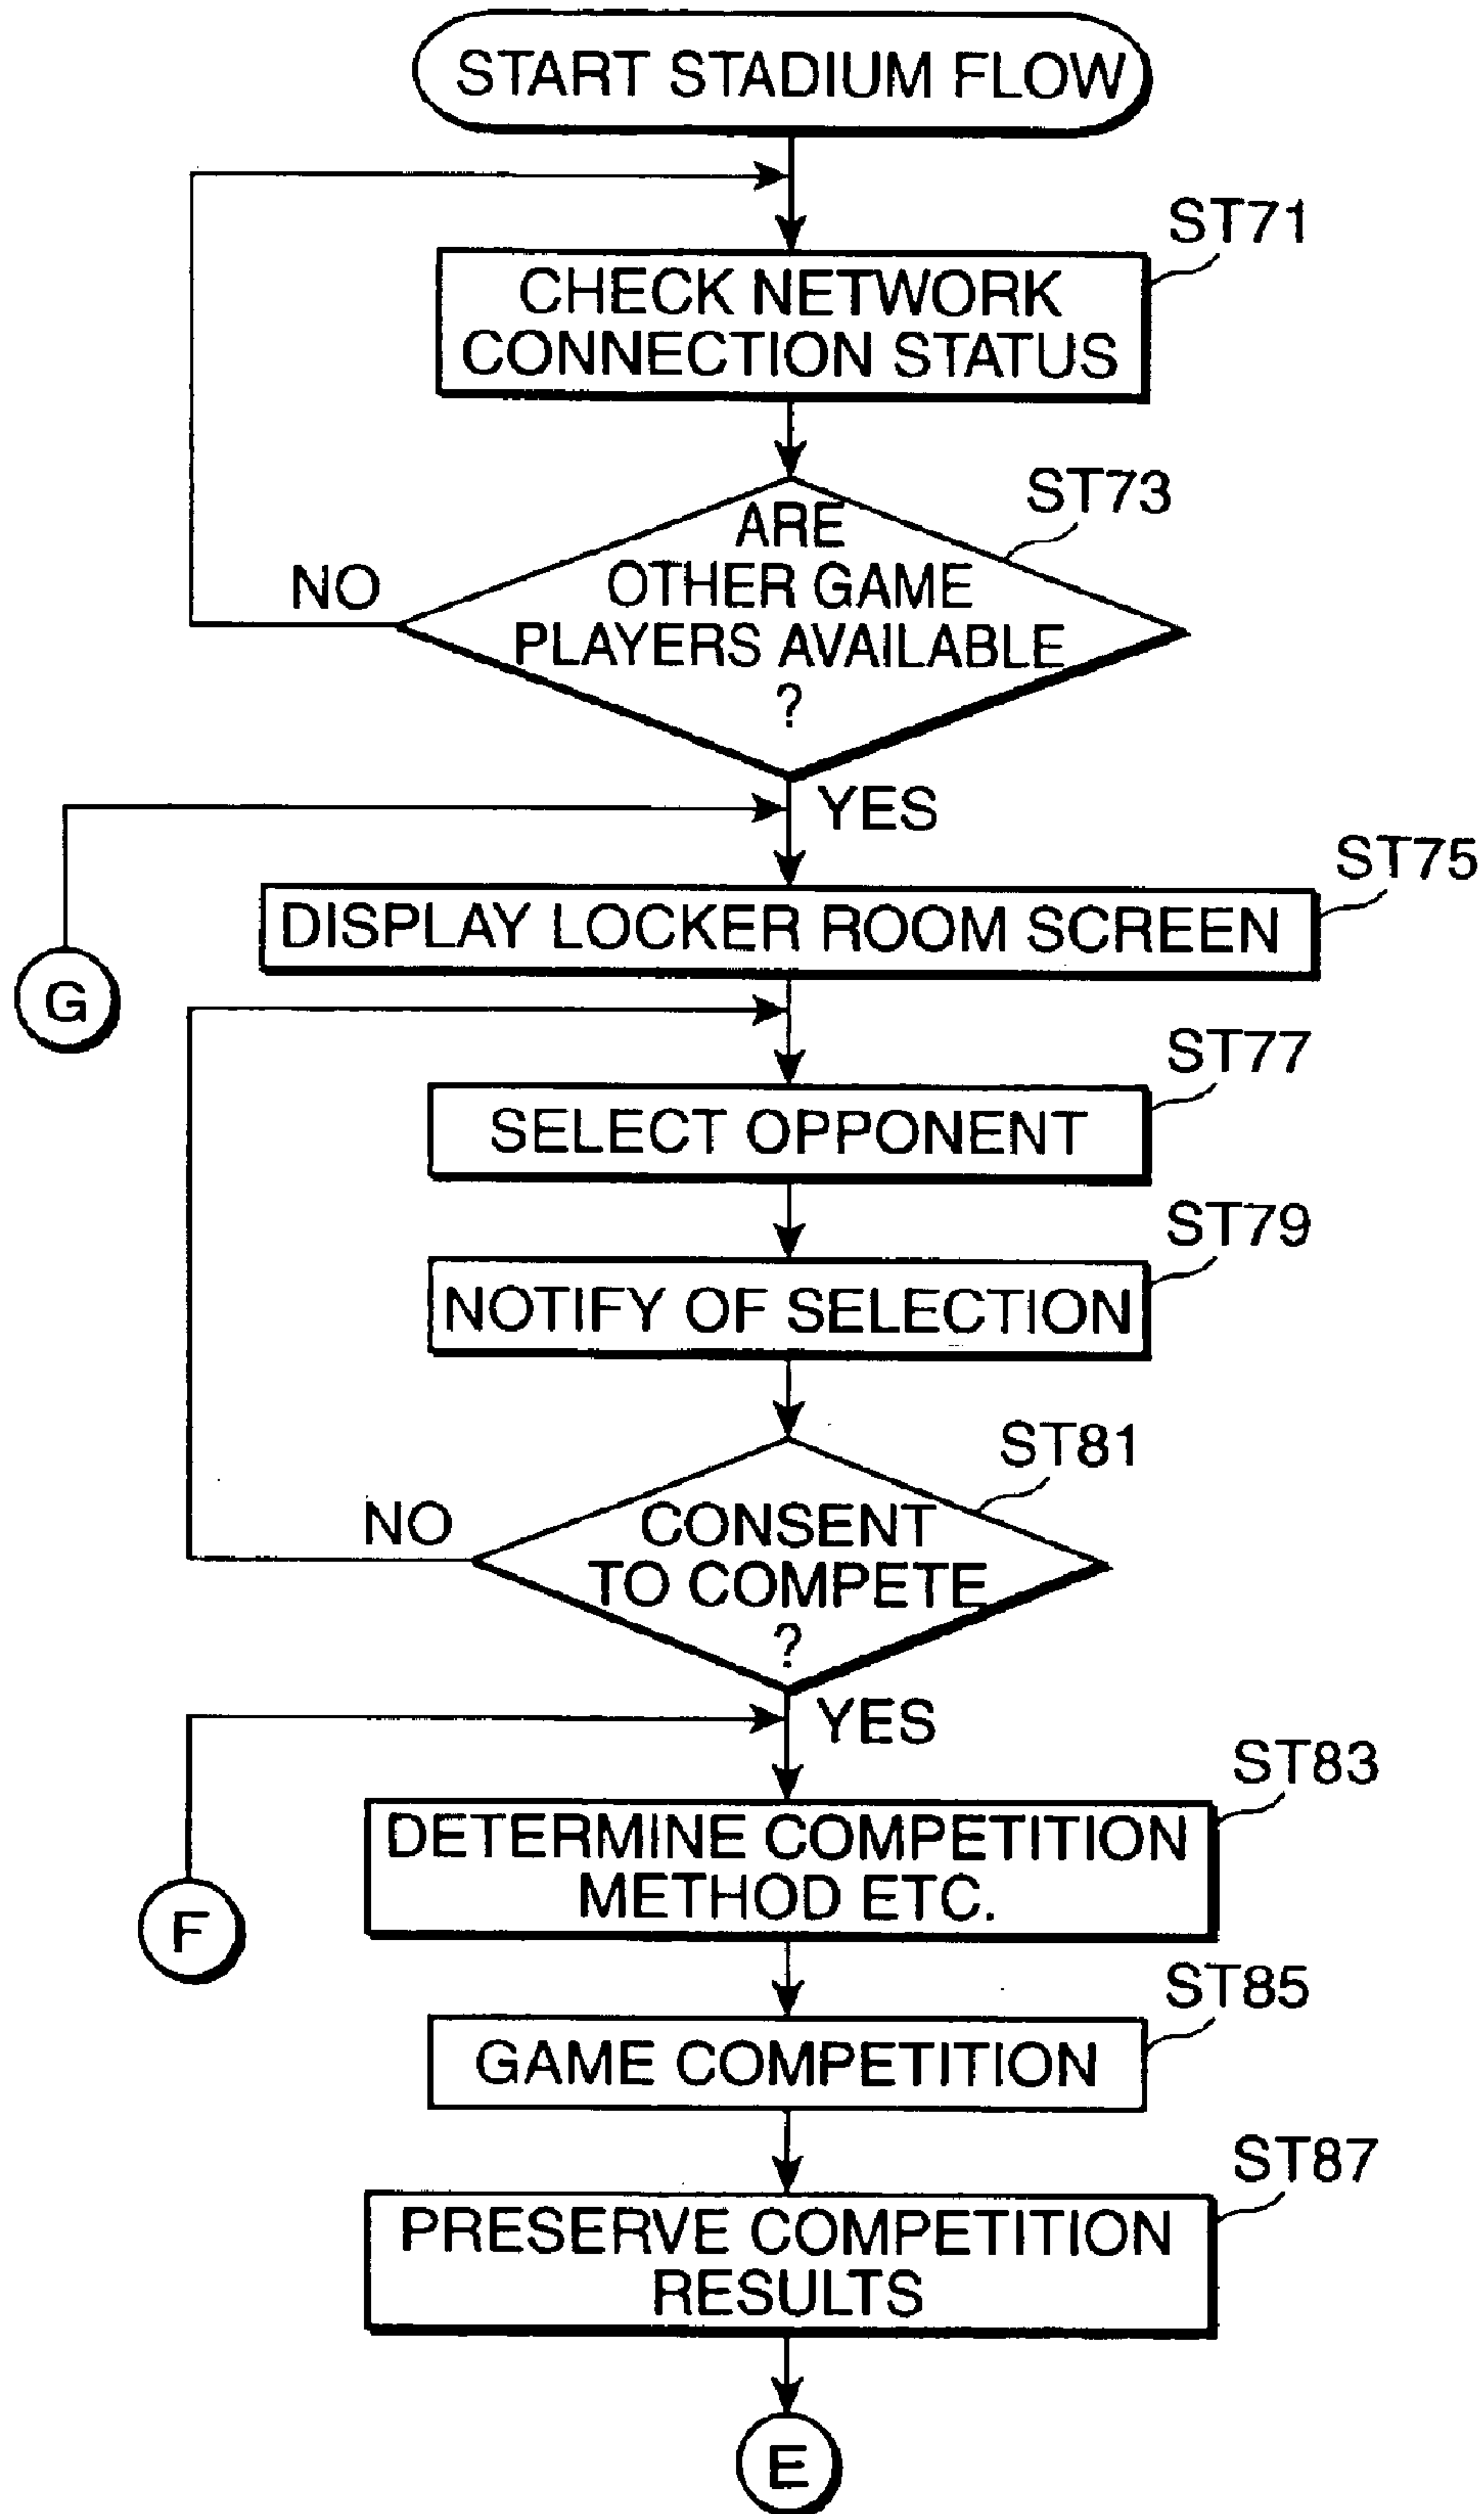 START STADIUM FLOW
ST71
CHECK NETWORK
CONNECTION STATUS
ST73
ARE
OTHER GAME
PLAYERS AVAILABLE
?
NO
YES
ST75
DISPLAY LOCKER ROOM SCREEN
G
ST77
SELECT OPPONENT
ST79
NOTIFY OF SELECTION
ST81
CONSENT
TO COMPETE
?
NO
YES
ST83
DETERMINE COMPETITION
METHOD ETC.
F
ST85
GAME COMPETITION
ST87
PRESERVE COMPETITION
RESULTS
E